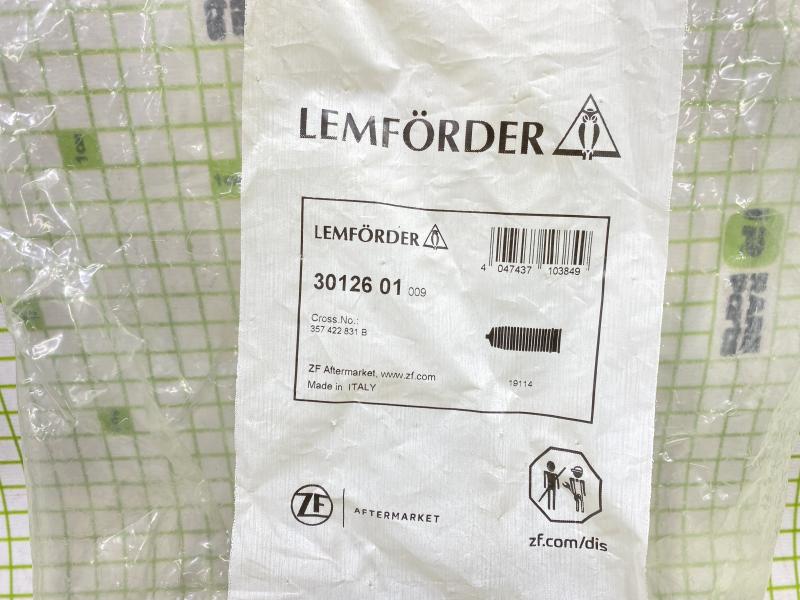 LEMFÖRDER
LEMFÖRDER
4 047437 103849
30126 01 009
Cross.No.:
357 422 831 B
ZF Aftermarket, www.zf.com
Made in ITALY
19114
ZF AFTERMARKET
zf.com/dis